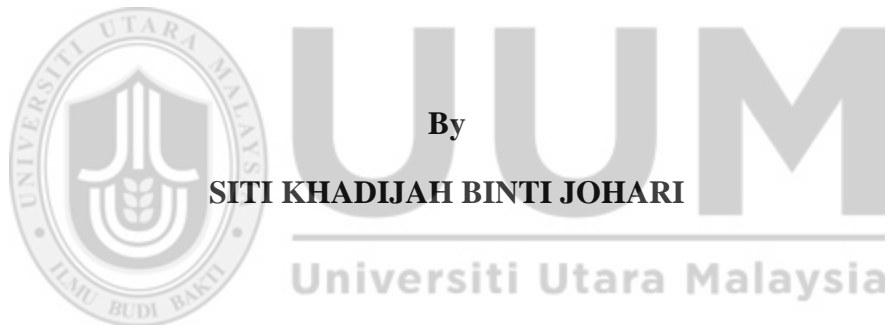 UUM
By
SITI KHADIJAH BINTI JOHARI
Universiti Utara Malaysia
UNIVERSITI UTARA MALAYSIA
ILMU BUDI BAKTI